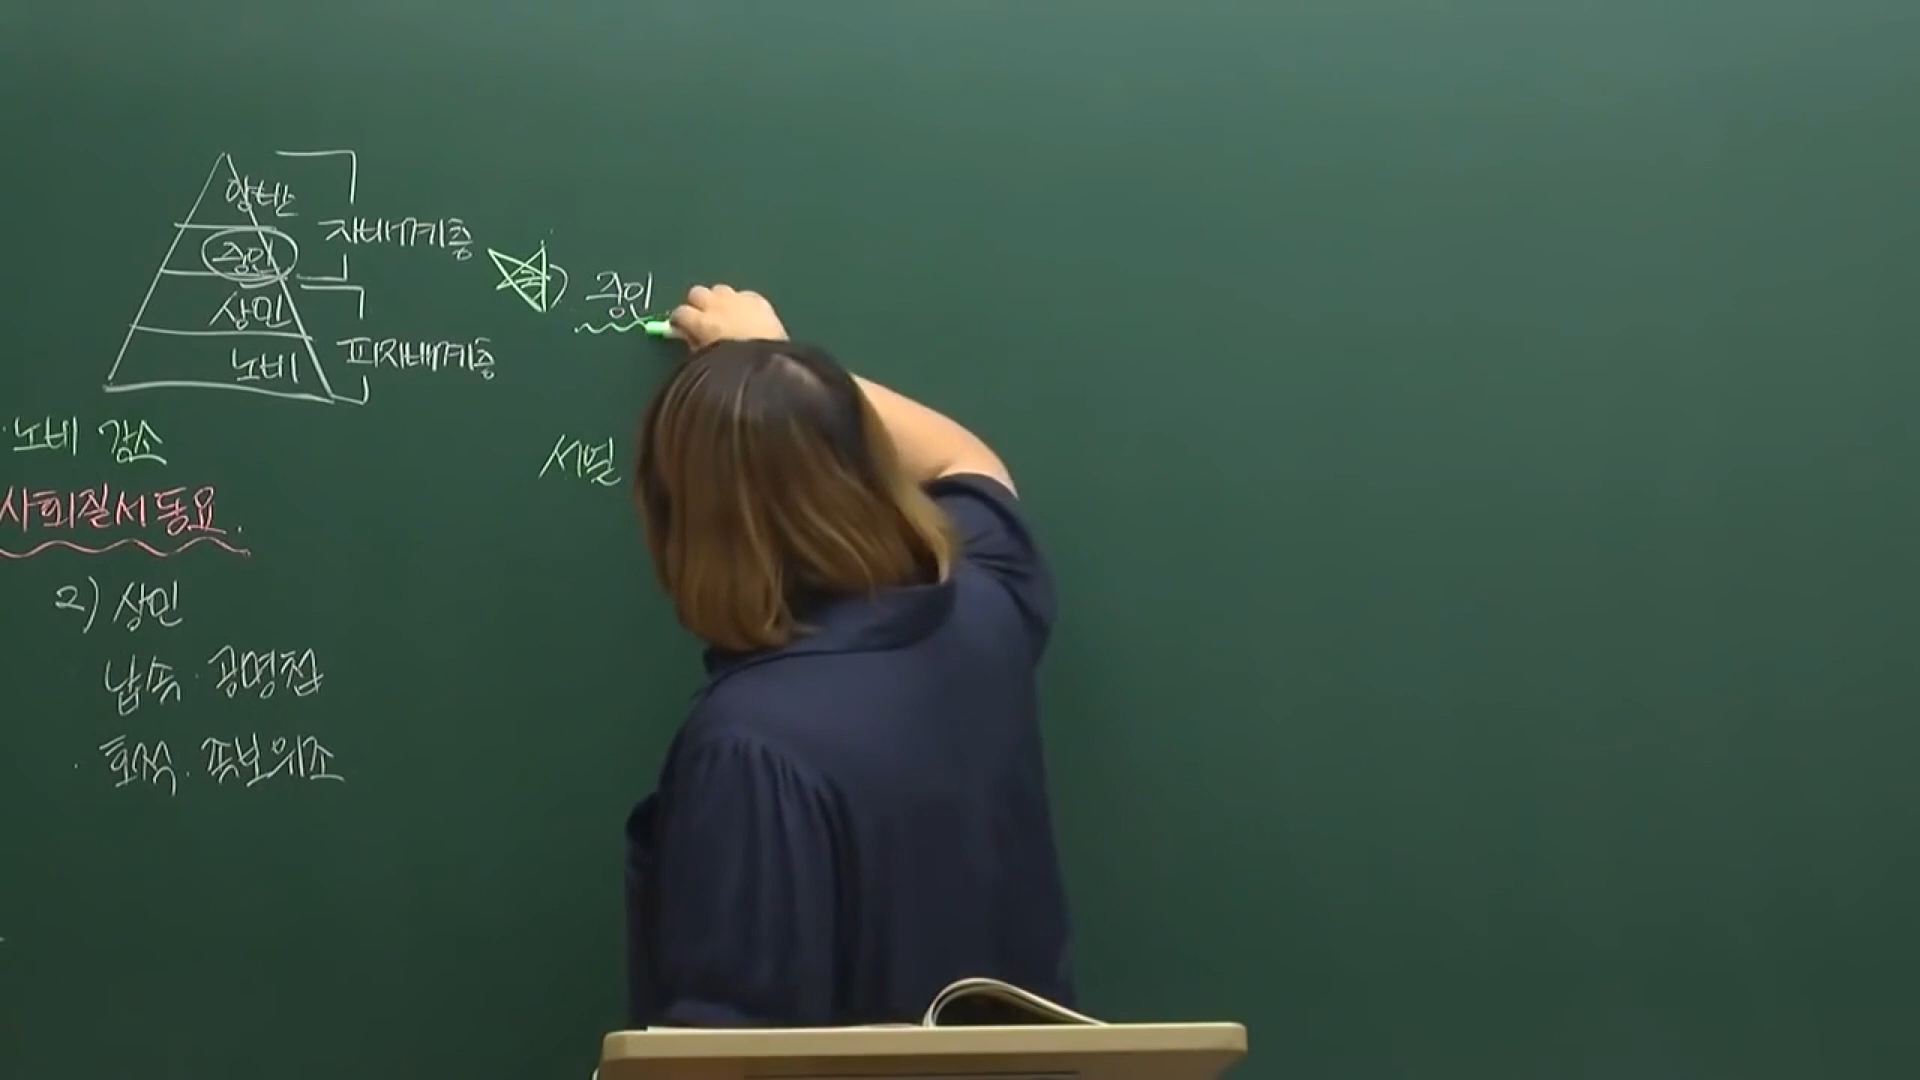 양반
중인
지배계층
상민
노비
피지배계층
중인
서얼
노비 감소
사회질서 동요.
2) 상민
납속·공명첩
· 호적·족보위조